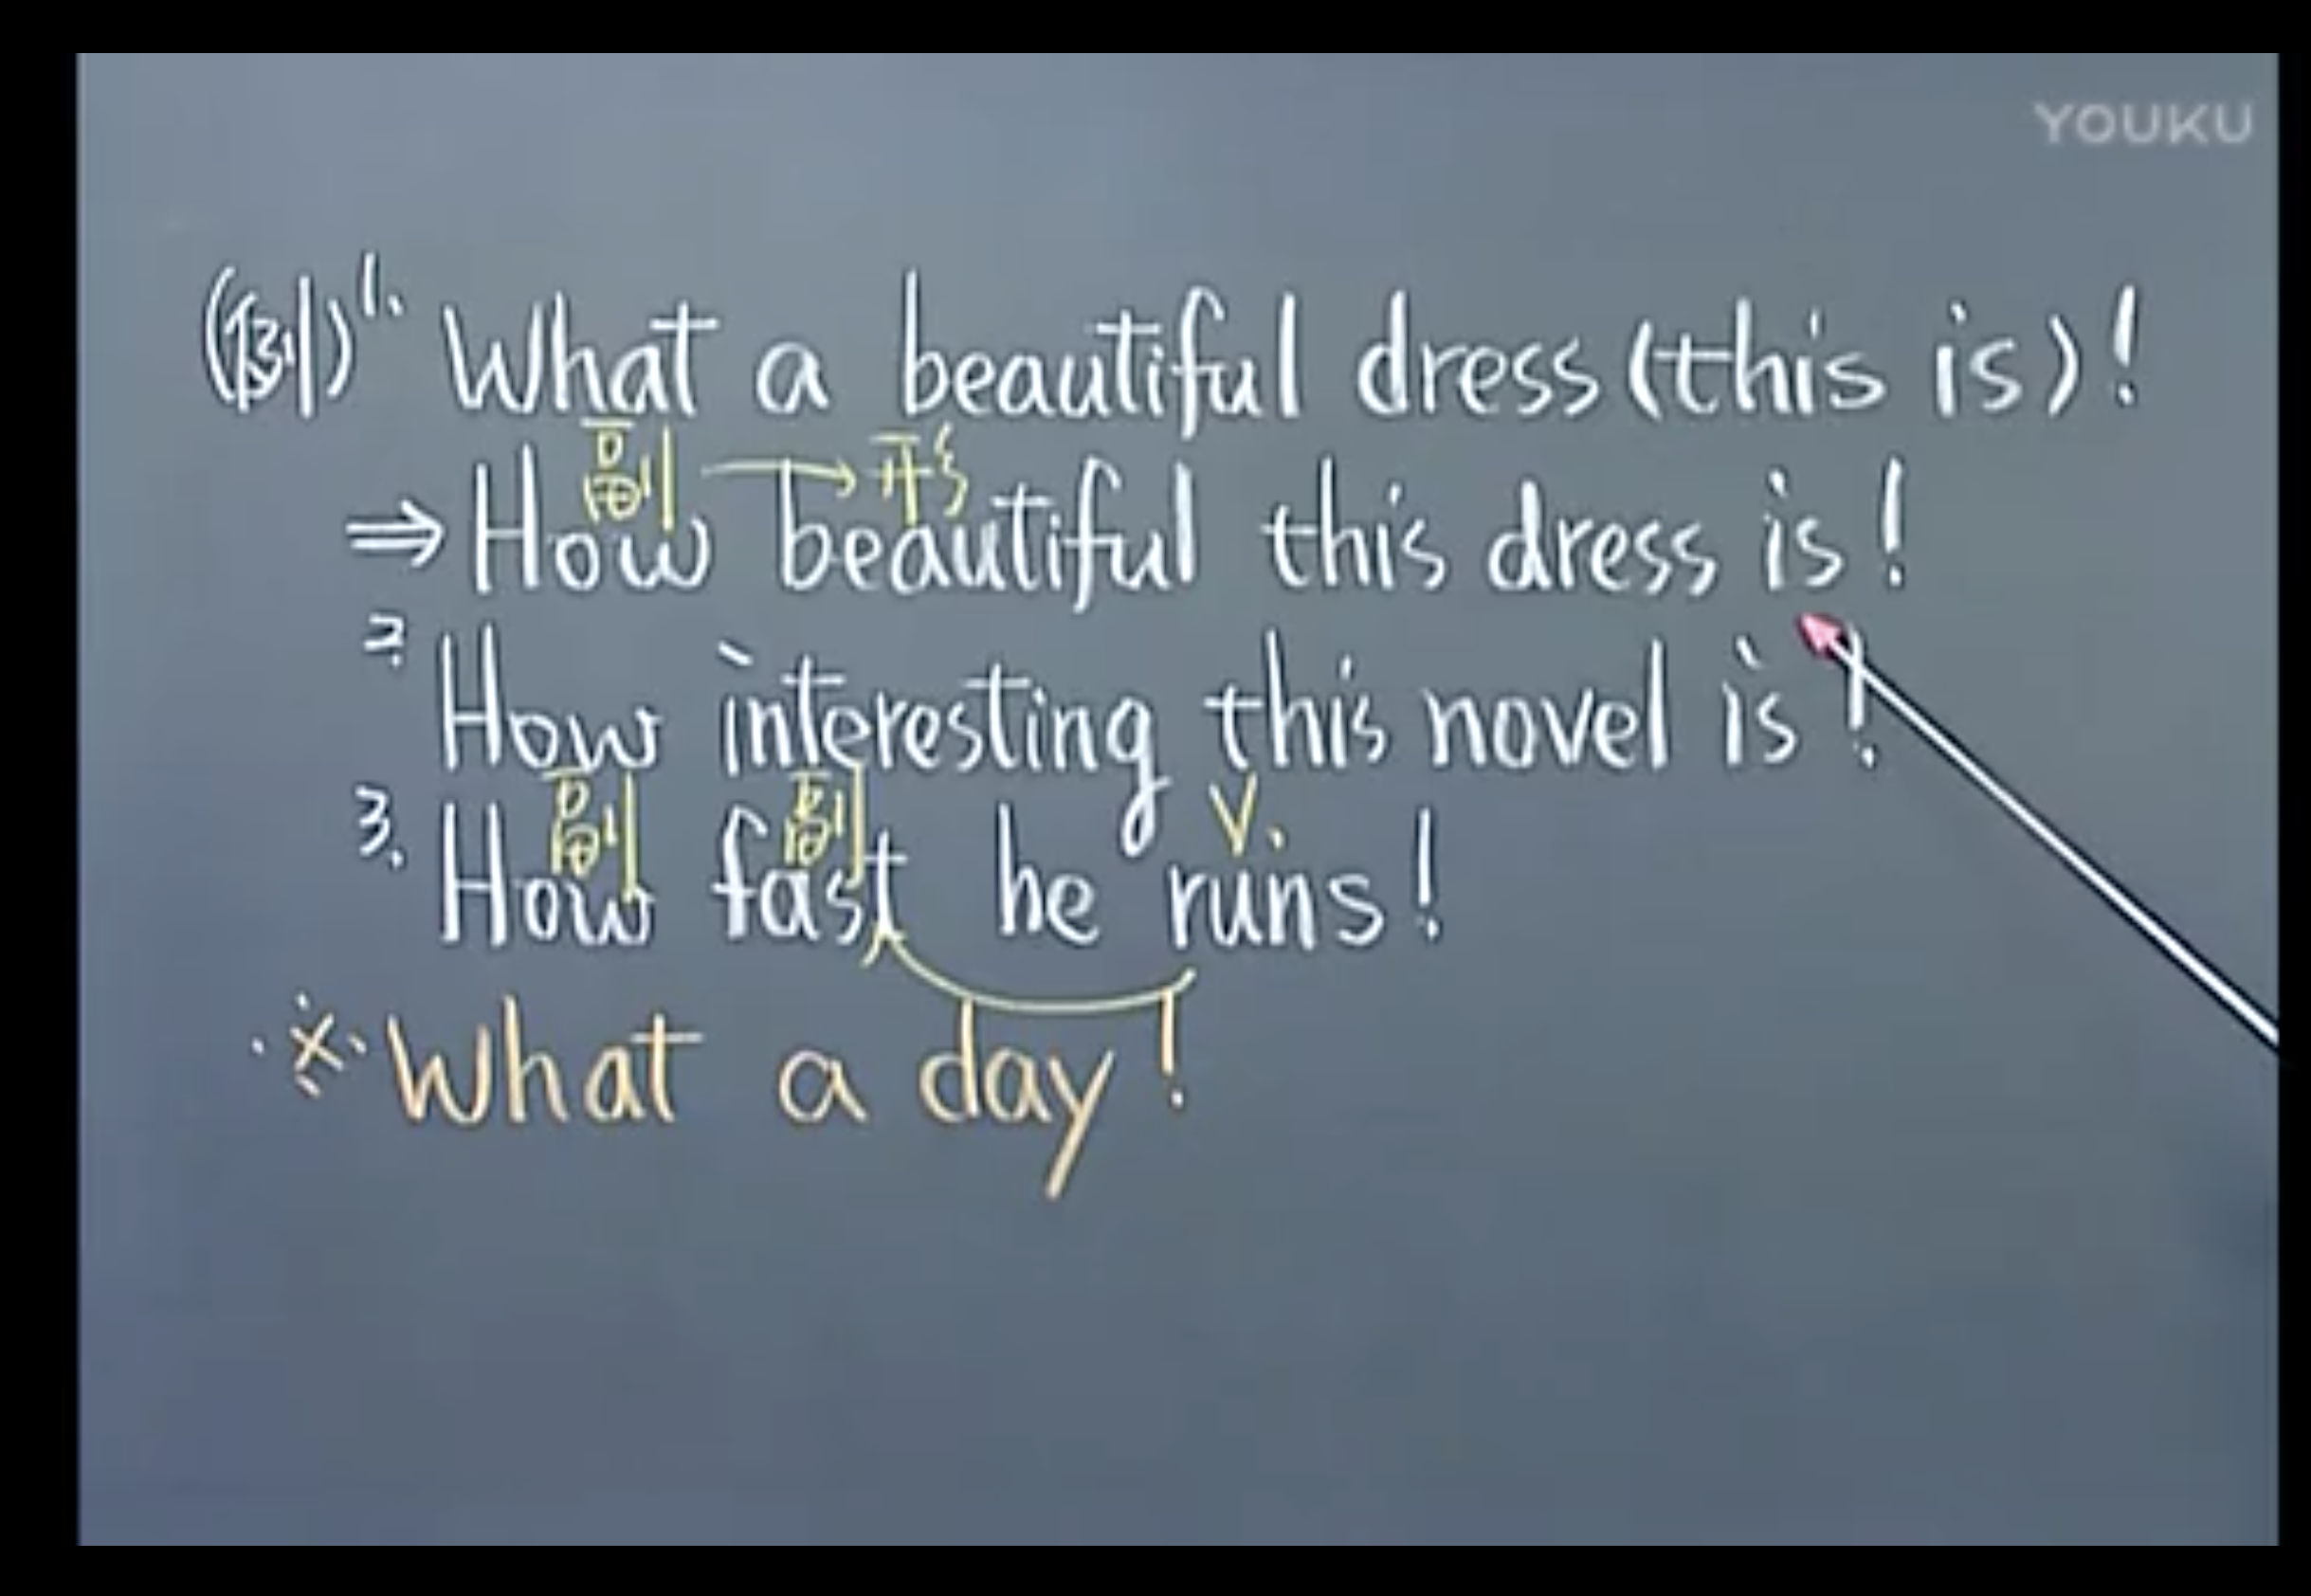 YOUKU
(例) 1. What a beautiful dress (this is)!
副 → 形
⇒ How beautiful this dress is!
2. How interesting this novel is!
副 副 v.
3. How fast he runs!
※ What a day!